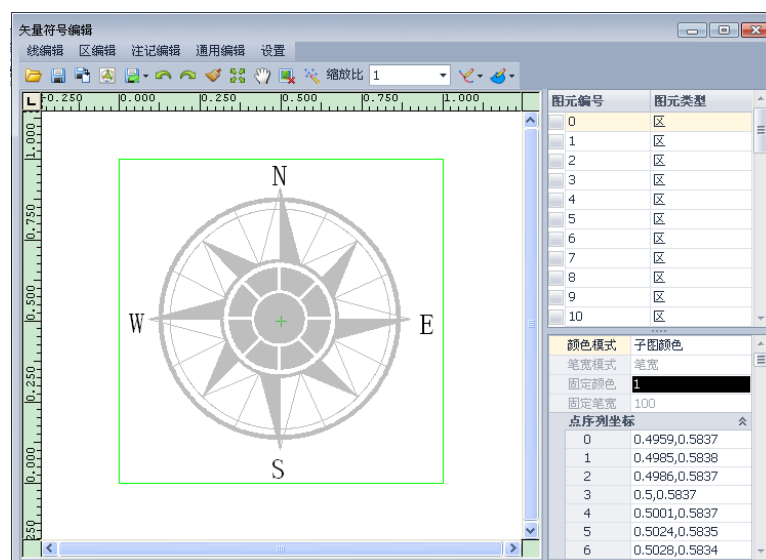 矢量符号编辑
线编辑 区编辑 注记编辑 通用编辑 设置
缩放比 1
L -0.250 0.000 0.250 0.500 0.750 1.000
1.000
0.750
0.500
0.250
0.000
N
W E
S
图元编号 图元类型
0 区
1 区
2 区
3 区
4 区
5 区
6 区
7 区
8 区
9 区
10 区
颜色模式 子图颜色
笔宽模式 笔宽
固定颜色 1
固定笔宽 100
点序列坐标
0 0.4959,0.5837
1 0.4985,0.5838
2 0.4986,0.5837
3 0.5,0.5837
4 0.5001,0.5837
5 0.5024,0.5835
6 0.5028,0.5834